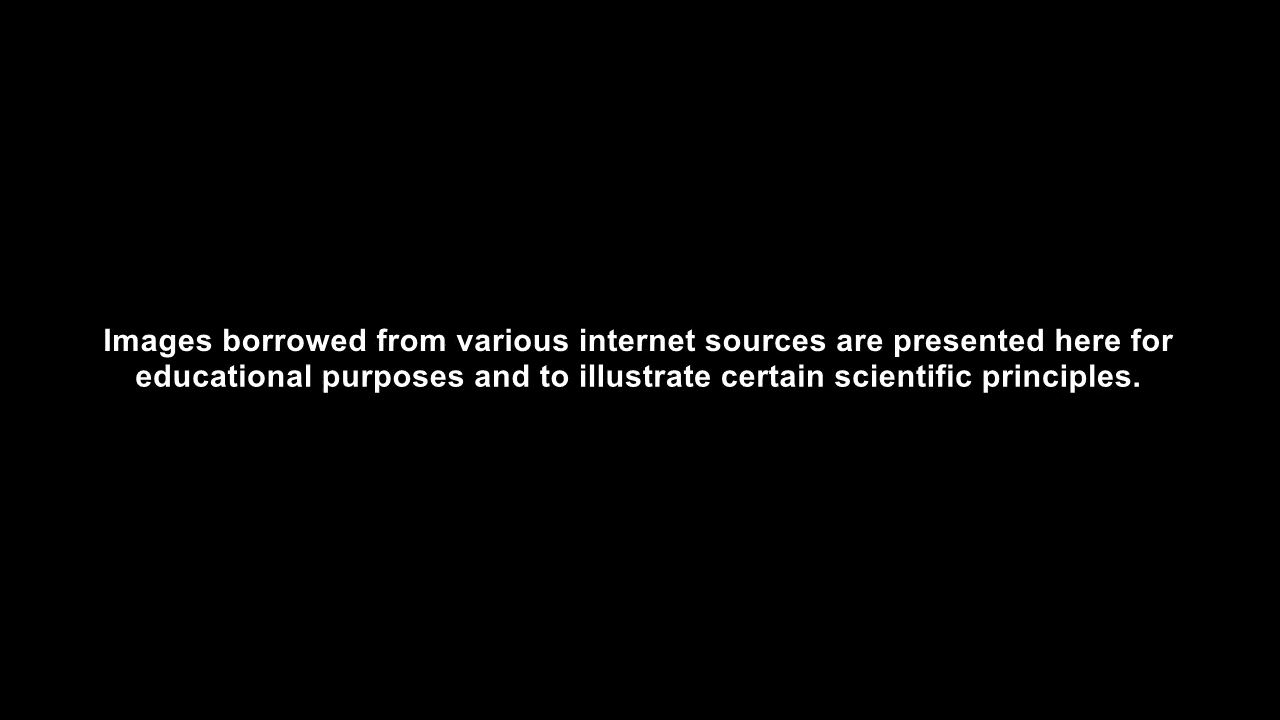 Images borrowed from various internet sources are presented here for
educational purposes and to illustrate certain scientific principles.